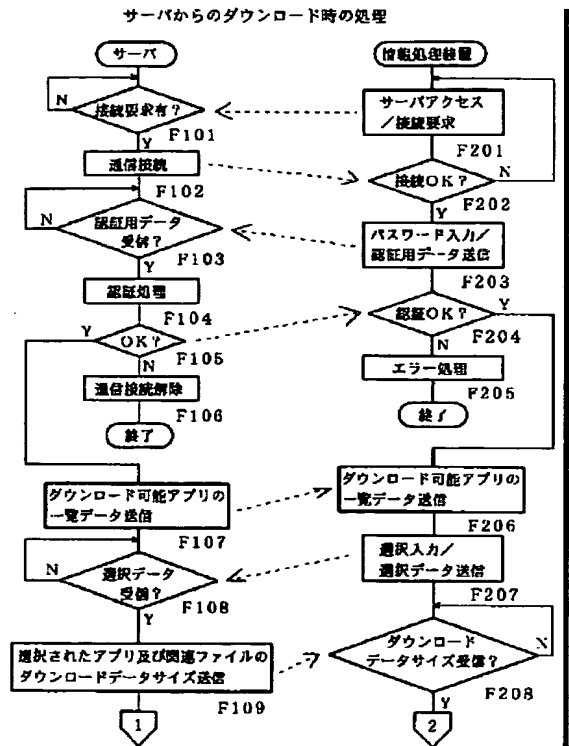 サーバからのダウンロード時の処理
サーバ
接続要求有?
N
Y
F101
通信接続
F102
認証用データ
受信?
N
Y
F103
認証処理
F104
OK?
Y
N
F105
通信接続解除
F106
終了
ダウンロード可能アプリの
一覧データ送信
F107
選択データ
受信?
N
Y
F108
選択されたアプリ及び関連ファイルの
ダウンロードデータサイズ送信
F109
1
情報処理装置
サーバアクセス
/接続要求
F201
接続OK?
N
Y
F202
パスワード入力/
認証用データ送信
F203
認証OK?
Y
N
F204
エラー処理
F205
終了
ダウンロード可能アプリの
一覧データ送信
F206
選択入力/
選択データ送信
F207
ダウンロード
データサイズ受信?
N
Y
F208
2